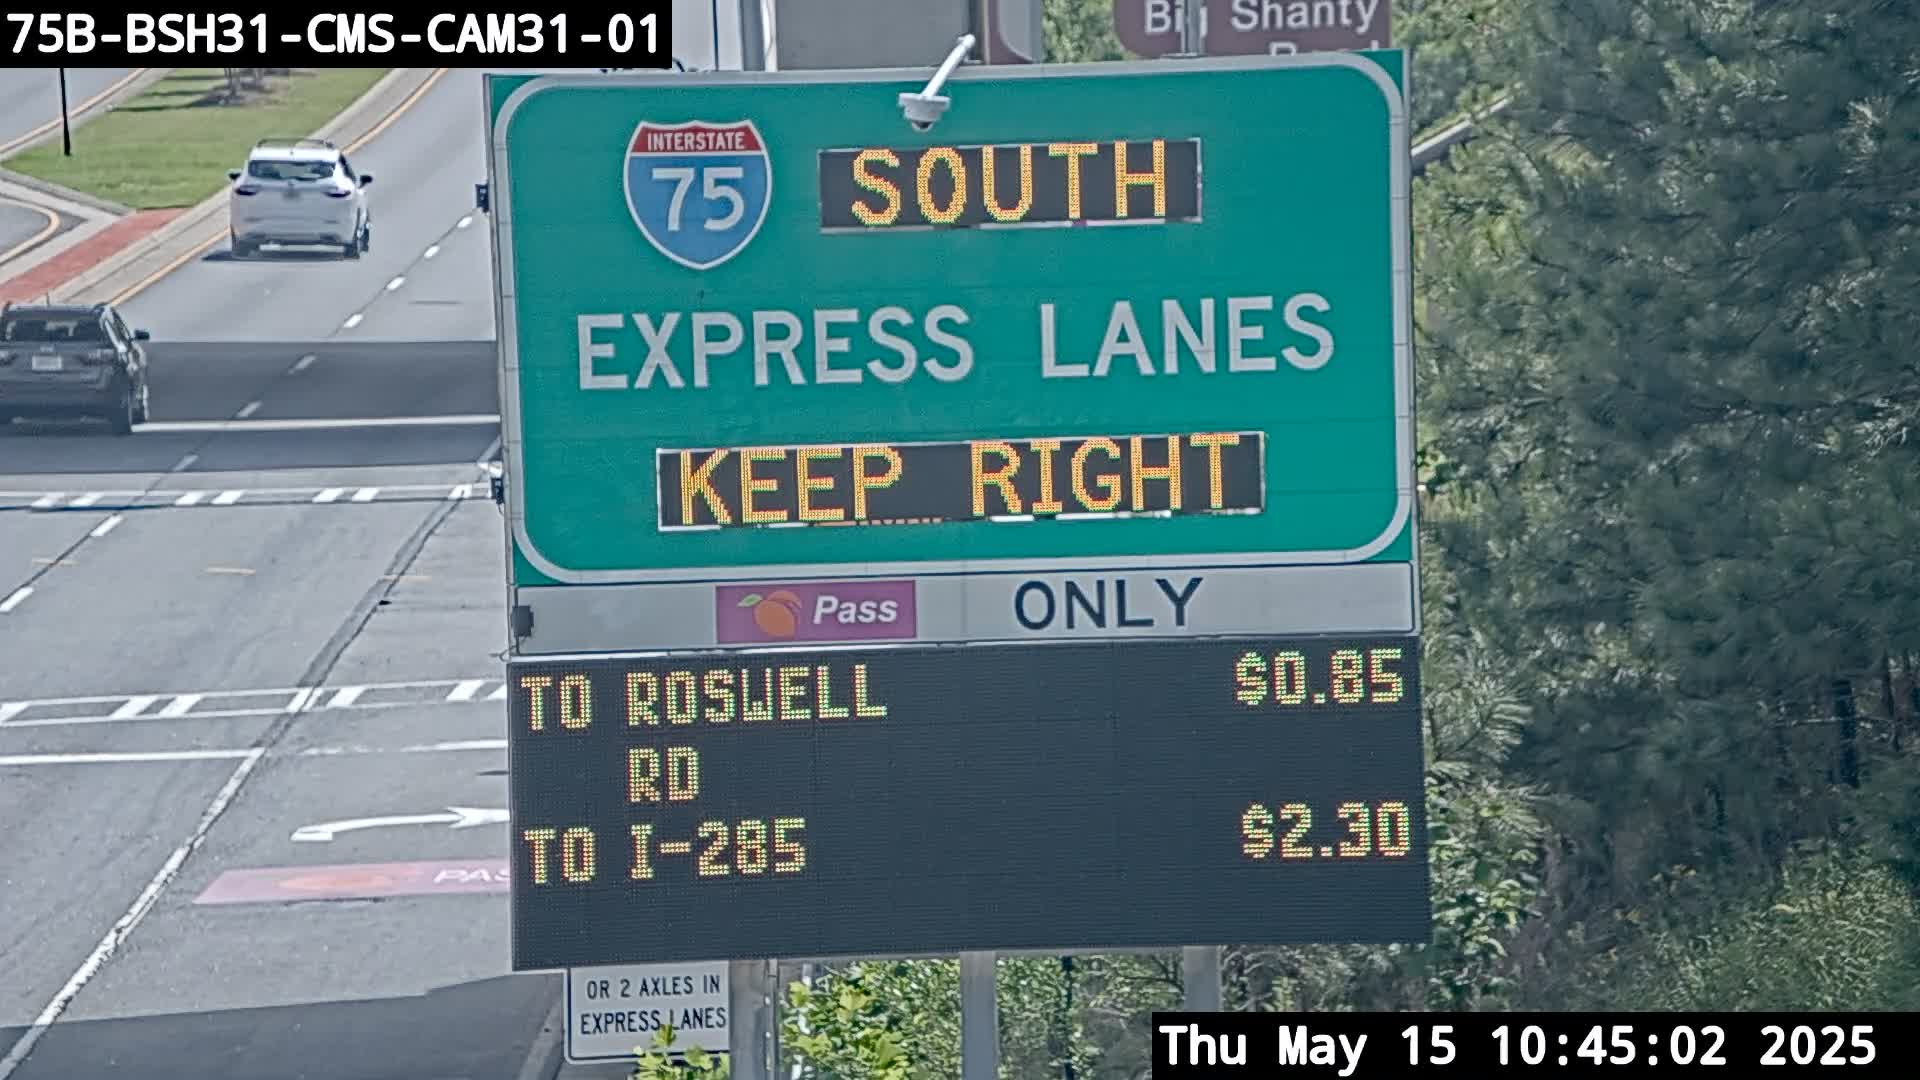 75B-BSH31-CMS-CAM31-01
Big Shanty
INTERSTATE
75
SOUTH
EXPRESS LANES
KEEP RIGHT
Pass ONLY
TO ROSWELL $0.85
RD
TO I-285 $2.30
OR 2 AXLES IN
EXPRESS LANES
Thu May 15 10:45:02 2025